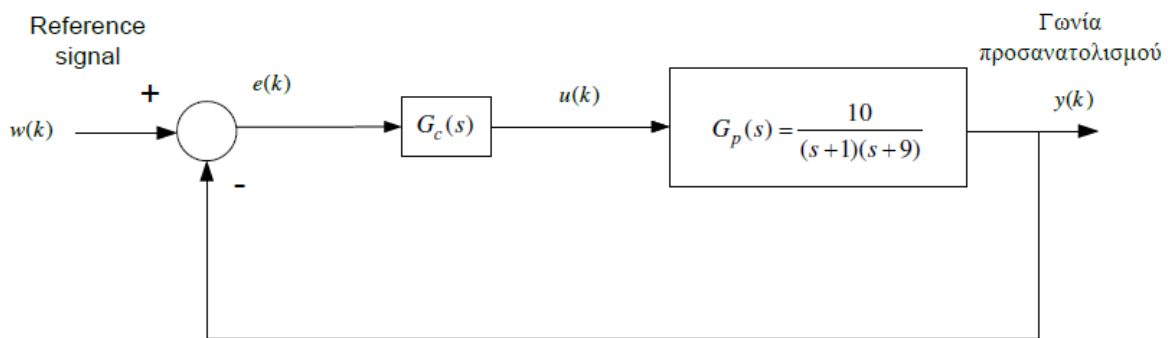 Reference
signal
Γωνία
προσανατολισμού
+
e(k)
u(k)
y(k)
w(k)
G_c(s)
G_p(s) = 10 / ((s+1)(s+9))
-